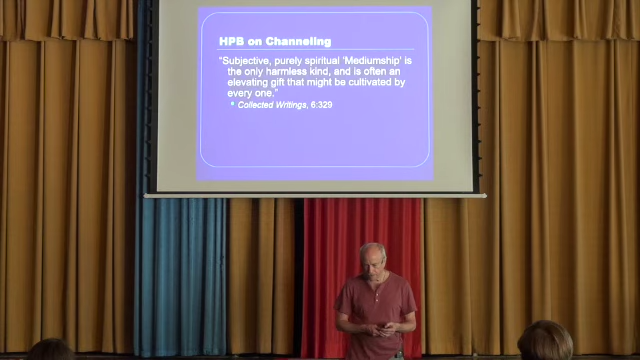 HPB on Channeling
"Subjective, purely spiritual 'Mediumship' is
the only harmless kind, and is often an
elevating gift that might be cultivated by
every one."
Collected Writings, 6:329